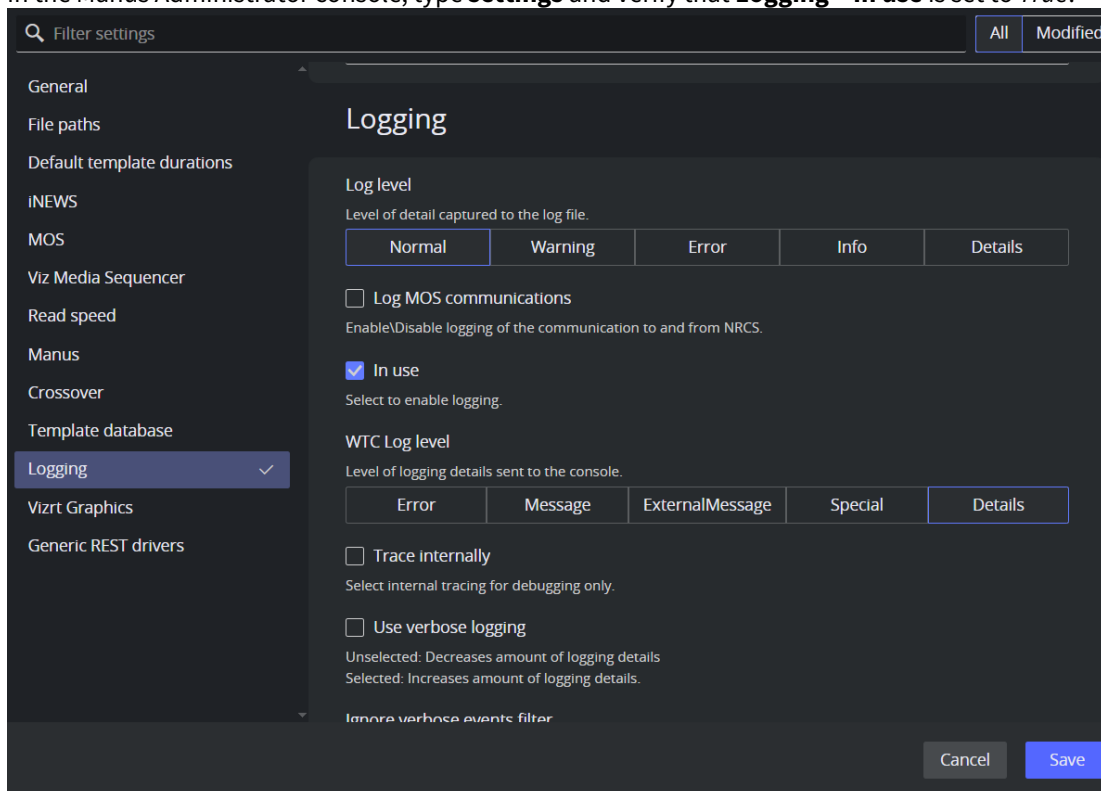 In the Manus Administrator console, type Settings and verify that Logging - In use is set to True.
Filter settings
All
Modified
General
File paths
Default template durations
iNEWS
MOS
Viz Media Sequencer
Read speed
Manus
Crossover
Template database
Logging
Vizrt Graphics
Generic REST drivers
Logging
Log level
Level of detail captured to the log file.
Normal Warning Error Info Details
Log MOS communications
Enable\Disable logging of the communication to and from NRCS.
In use
Select to enable logging.
WTC Log level
Level of logging details sent to the console.
Error Message ExternalMessage Special Details
Trace internally
Select internal tracing for debugging only.
Use verbose logging
Unselected: Decreases amount of logging details
Selected: Increases amount of logging details.
Ignore verbose events filter
Cancel Save